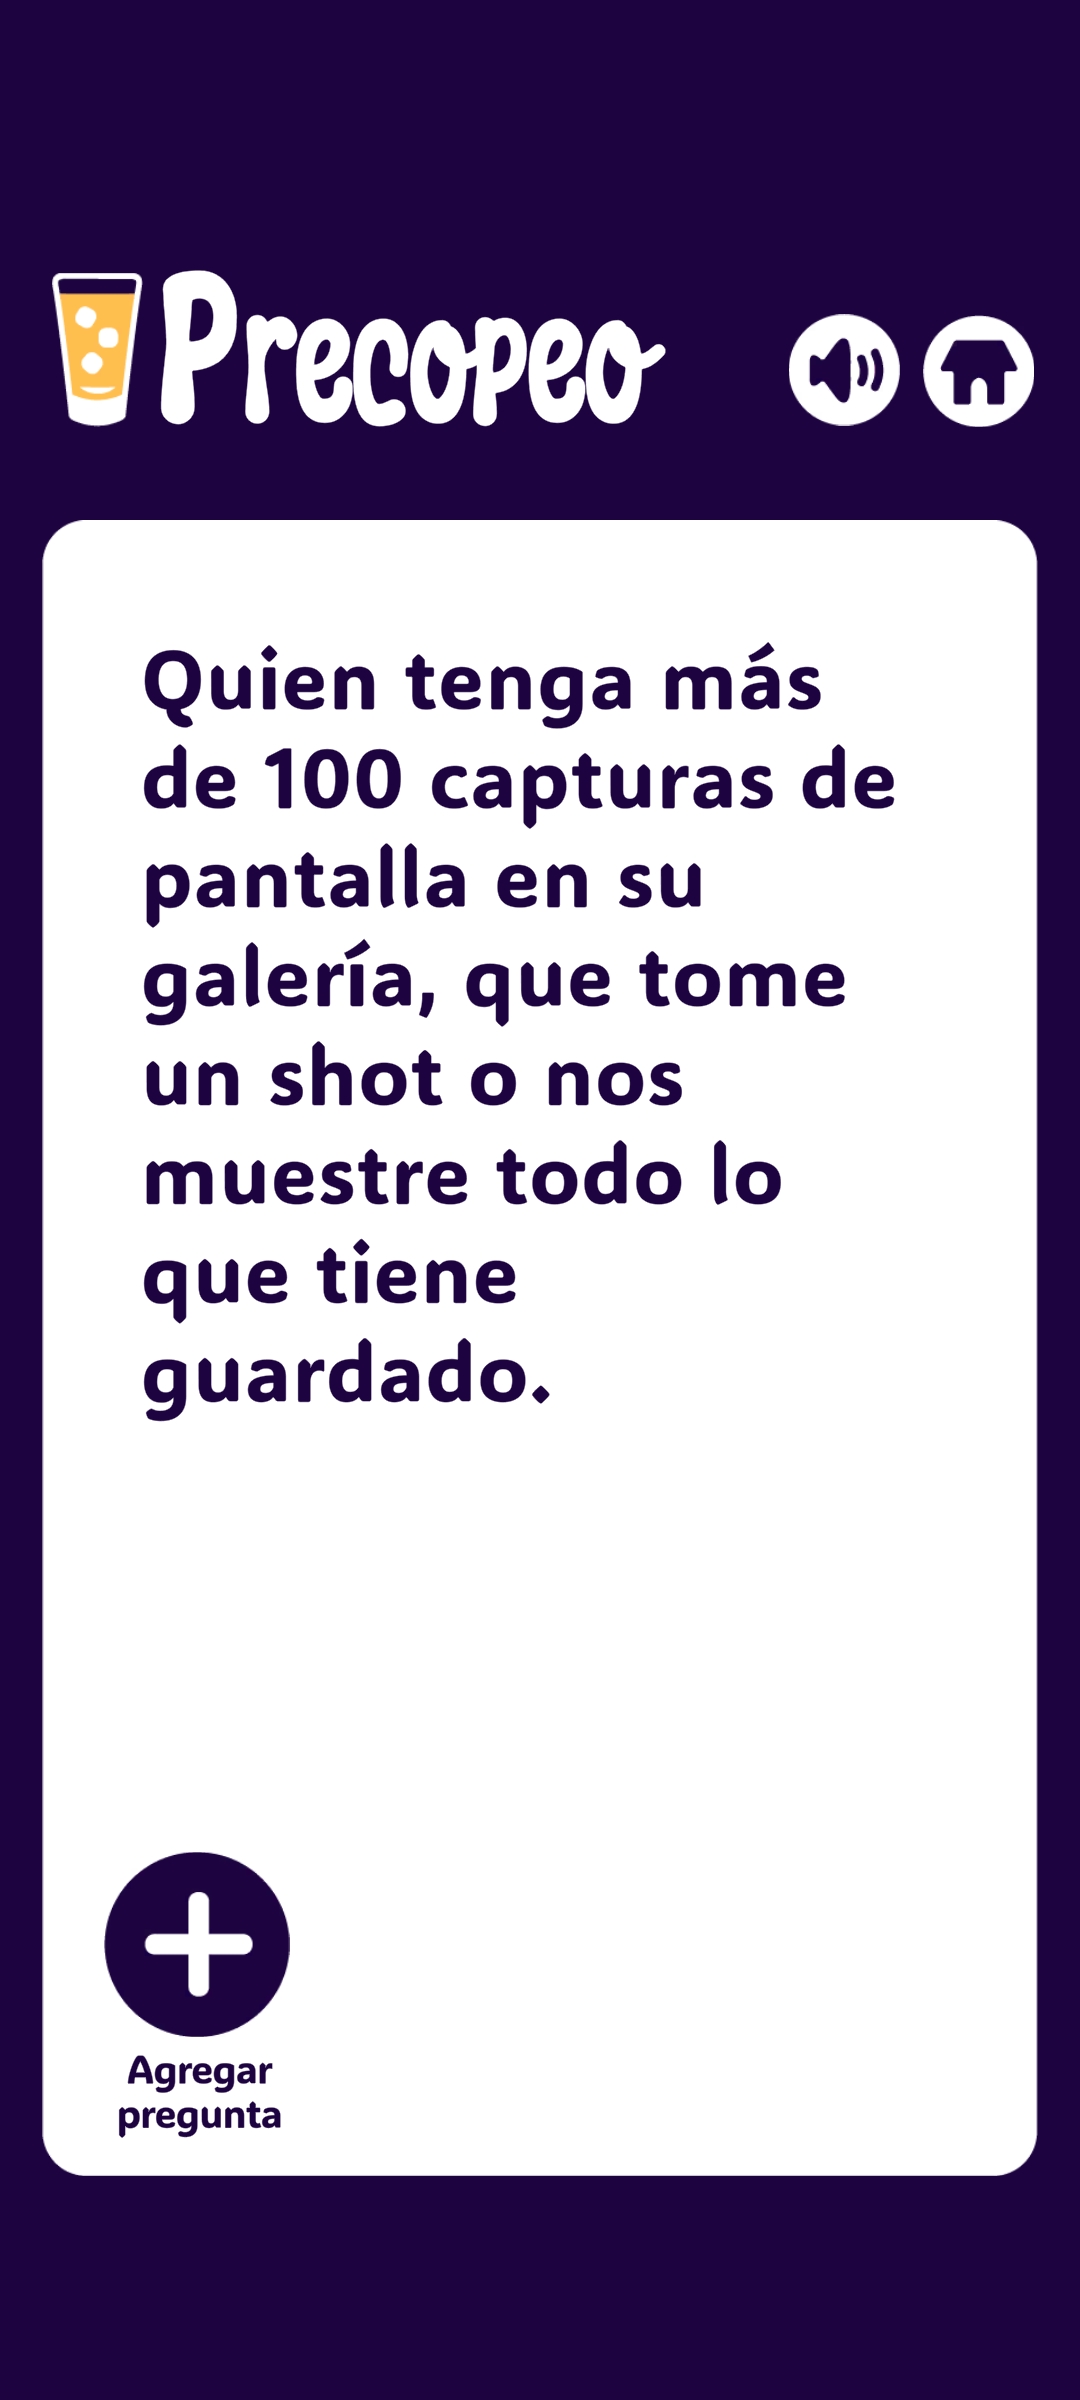 Precopeo
Quien tenga más
de 100 capturas de
pantalla en su
galería, que tome
un shot o nos
muestre todo lo
que tiene
guardado.
Agregar
pregunta